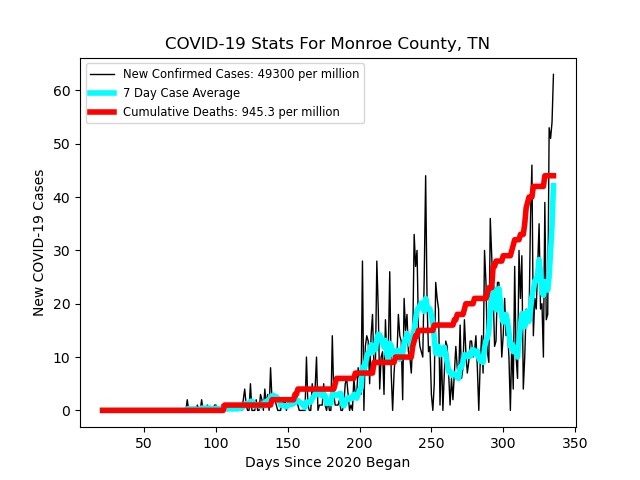 COVID-19 Stats For Monroe County, TN
New Confirmed Cases: 49300 per million
7 Day Case Average
Cumulative Deaths: 945.3 per million
New COVID-19 Cases
60
50
40
30
20
10
0
50 100 150 200 250 300 350
Days Since 2020 Began